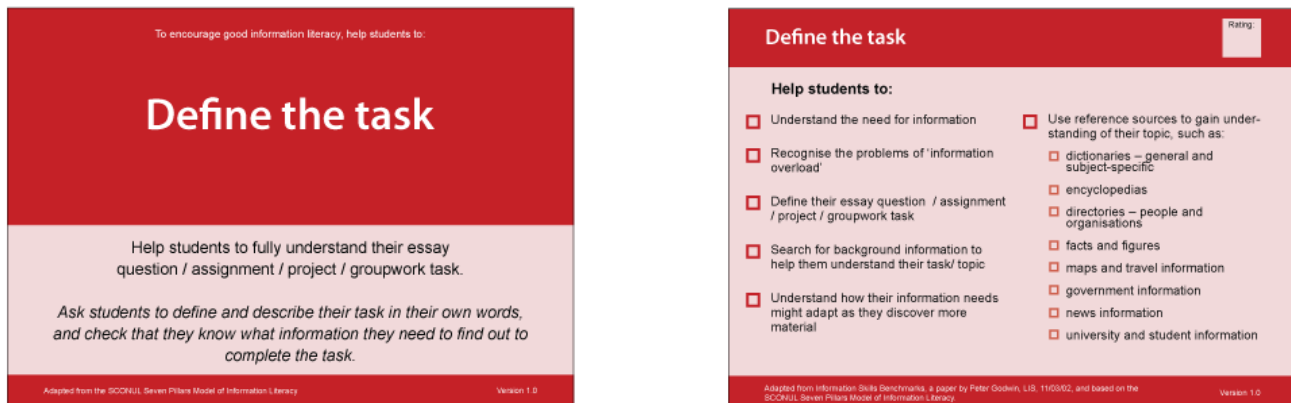 To encourage good information literacy, help students to:
Define the task
Help students to fully understand their essay
question / assignment / project / groupwork task.
Ask students to define and describe their task in their own words,
and check that they know what information they need to find out to
complete the task.
Adapted from the SCONUL Seven Pillars Model of Information Literacy
Version 1.0
Define the task
Rating:
Help students to:
Understand the need for information
Recognise the problems of 'information
overload'
Define their essay question / assignment
/ project / groupwork task
Search for background information to
help them understand their task/ topic
Understand how their information needs
might adapt as they discover more
material
Use reference sources to gain under-
standing of their topic, such as:
dictionaries – general and
subject-specific
encyclopedias
directories – people and
organisations
facts and figures
maps and travel information
government information
news information
university and student information
Adapted from Information Skills Benchmarks, a paper by Peter Godwin, LIS, 11/03/02, and based on the
SCONUL Seven Pillars Model of Information Literacy
Version 1.0